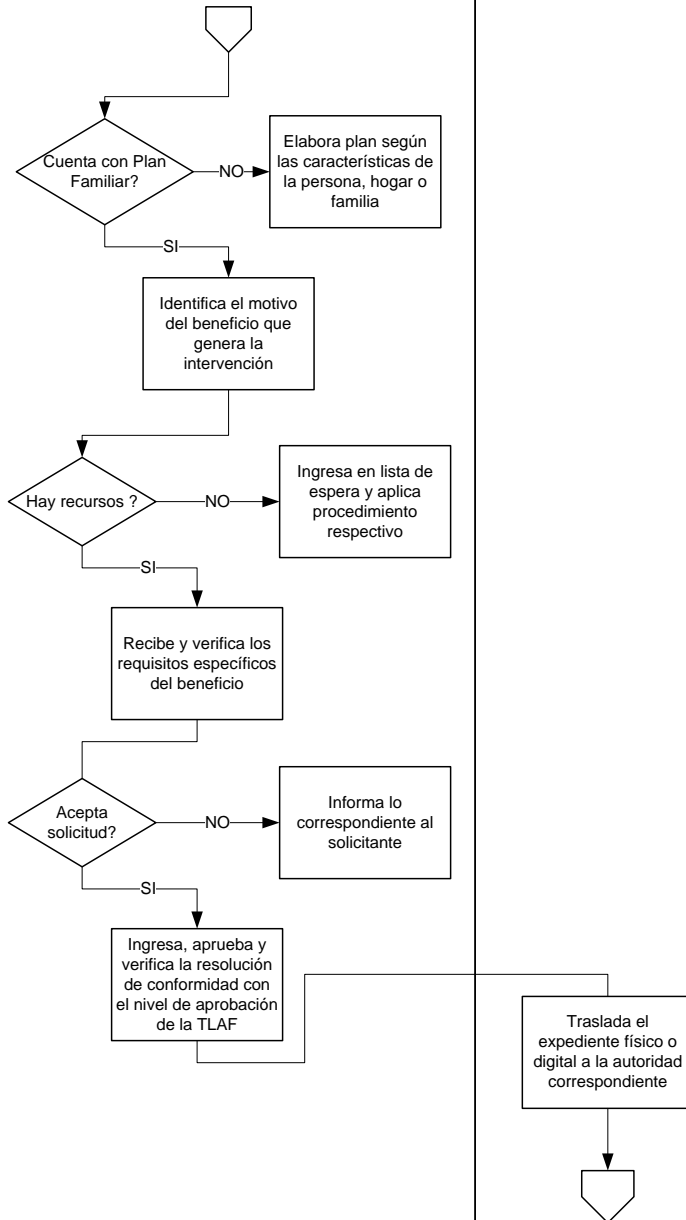 Cuenta con Plan
Familiar?
NO
Elabora plan según
las características de
la persona, hogar o
familia
SI
Identifica el motivo
del beneficio que
genera la
intervención
Hay recursos ?
NO
Ingresa en lista de
espera y aplica
procedimiento
respectivo
SI
Recibe y verifica los
requisitos específicos
del beneficio
Acepta
solicitud?
NO
Informa lo
correspondiente al
solicitante
SI
Ingresa, aprueba y
verifica la resolución
de conformidad con
el nivel de aprobación
de la TLAF
Traslada el
expediente físico o
digital a la autoridad
correspondiente